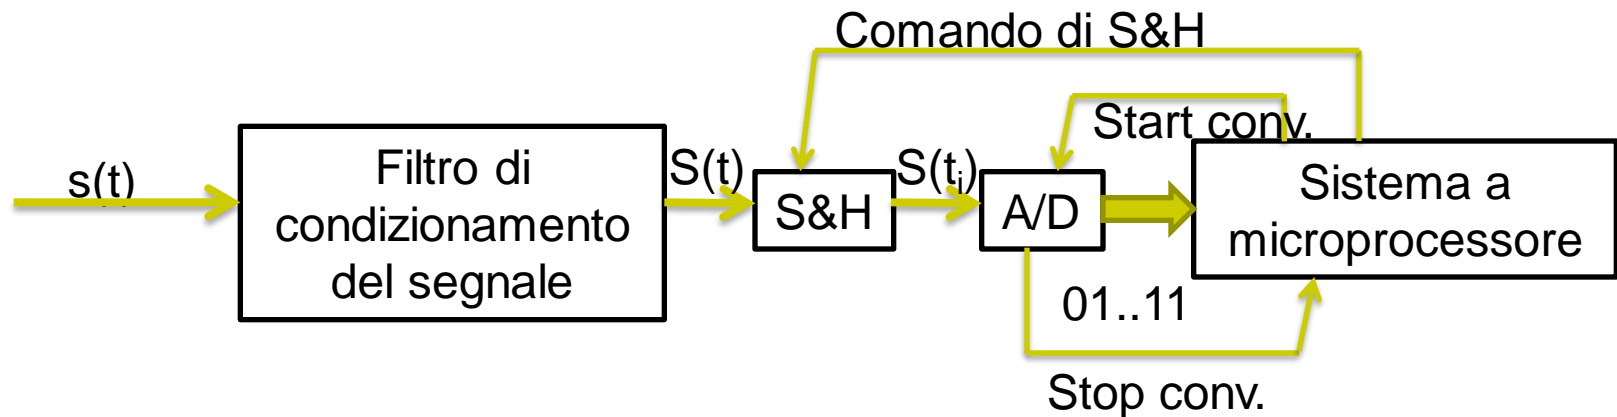 Comando di S&H
Start conv.
s(t)
Filtro di
condizionamento
del segnale
S(t)
S&H
S(tᵢ)
A/D
Sistema a
microprocessore
01..11
Stop conv.